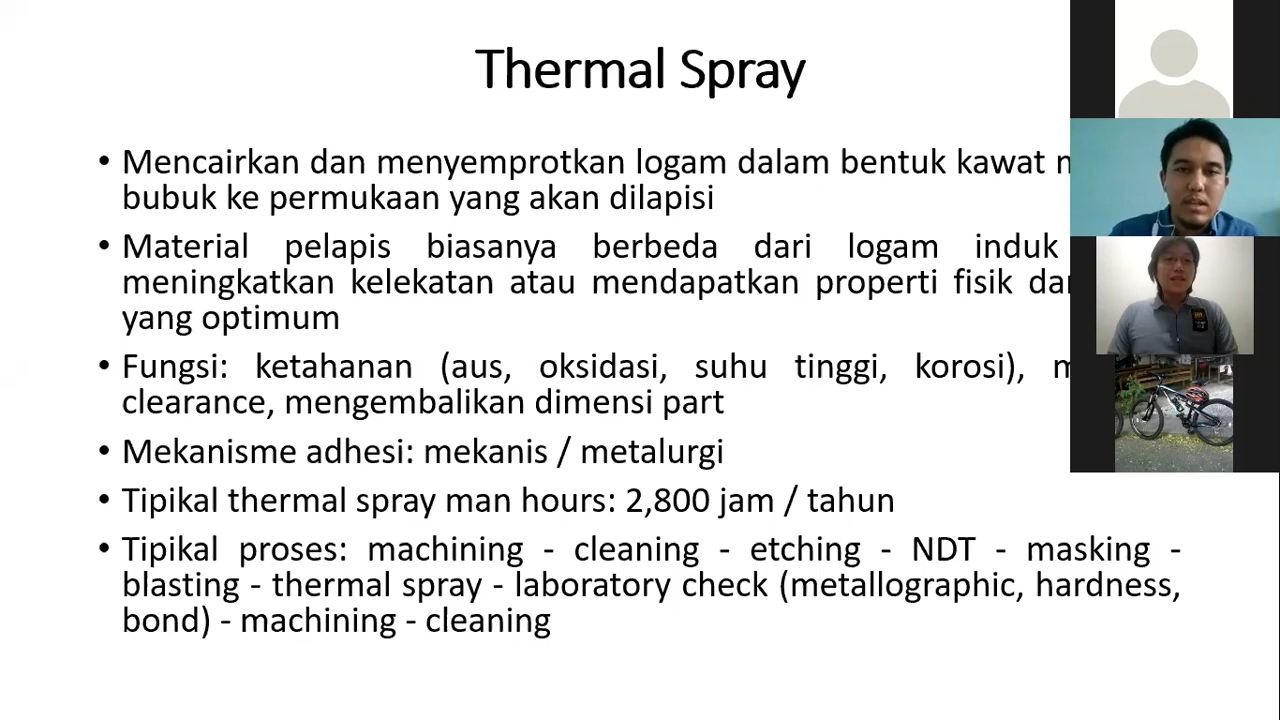 Thermal Spray
• Mencairkan dan menyemprotkan logam dalam bentuk kawat
bubuk ke permukaan yang akan dilapisi
• Material pelapis biasanya berbeda dari logam induk
meningkatkan kelekatan atau mendapatkan properti fisik
yang optimum
• Fungsi: ketahanan (aus, oksidasi, suhu tinggi, korosi),
clearance, mengembalikan dimensi part
• Mekanisme adhesi: mekanis / metalurgi
• Tipikal thermal spray man hours: 2,800 jam / tahun
• Tipikal proses: machining - cleaning - etching - NDT - masking -
blasting - thermal spray - laboratory check (metallographic, hardness,
bond) - machining - cleaning